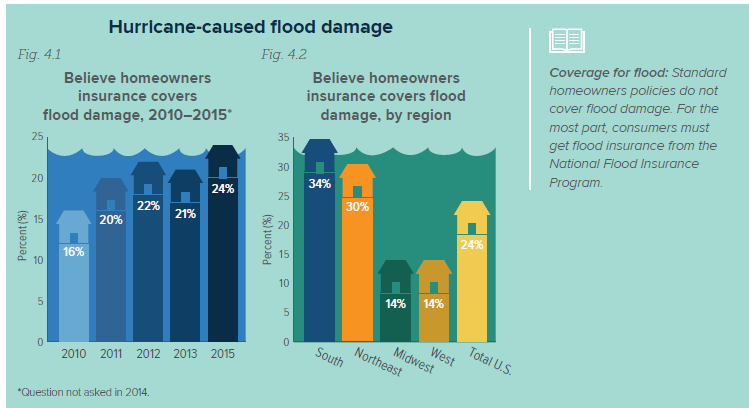 Hurricane-caused flood damage
Fig. 4.1
Believe homeowners
insurance covers
flood damage, 2010–2015*
Percent (%)
25
20
15
10
5
0
16%
20%
22%
21%
24%
2010
2011
2012
2013
2015
*Question not asked in 2014.
Fig. 4.2
Believe homeowners
insurance covers flood
damage, by region
Percent (%)
35
30
25
20
15
10
5
0
34%
30%
14%
14%
24%
South
Northeast
Midwest
West
Total U.S.
Coverage for flood: Standard
homeowners policies do not
cover flood damage. For the
most part, consumers must
get flood insurance from the
National Flood Insurance
Program.